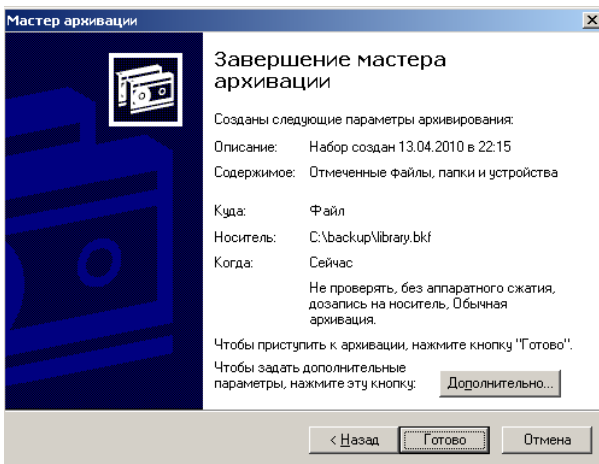 Мастер архивации
Завершение мастера
архивации
Созданы следующие параметры архивирования:
Описание: Набор создан 13.04.2010 в 22:15
Содержимое: Отмеченные файлы, папки и устройства
Куда: Файл
Носитель: C:\backup\library.bkf
Когда: Сейчас
Не проверять, без аппаратного сжатия,
дозапись на носитель, Обычная
архивация.
Чтобы приступить к архивации, нажмите кнопку "Готово".
Чтобы задать дополнительные
параметры, нажмите эту кнопку: Дополнительно...
< Назад Готово Отмена